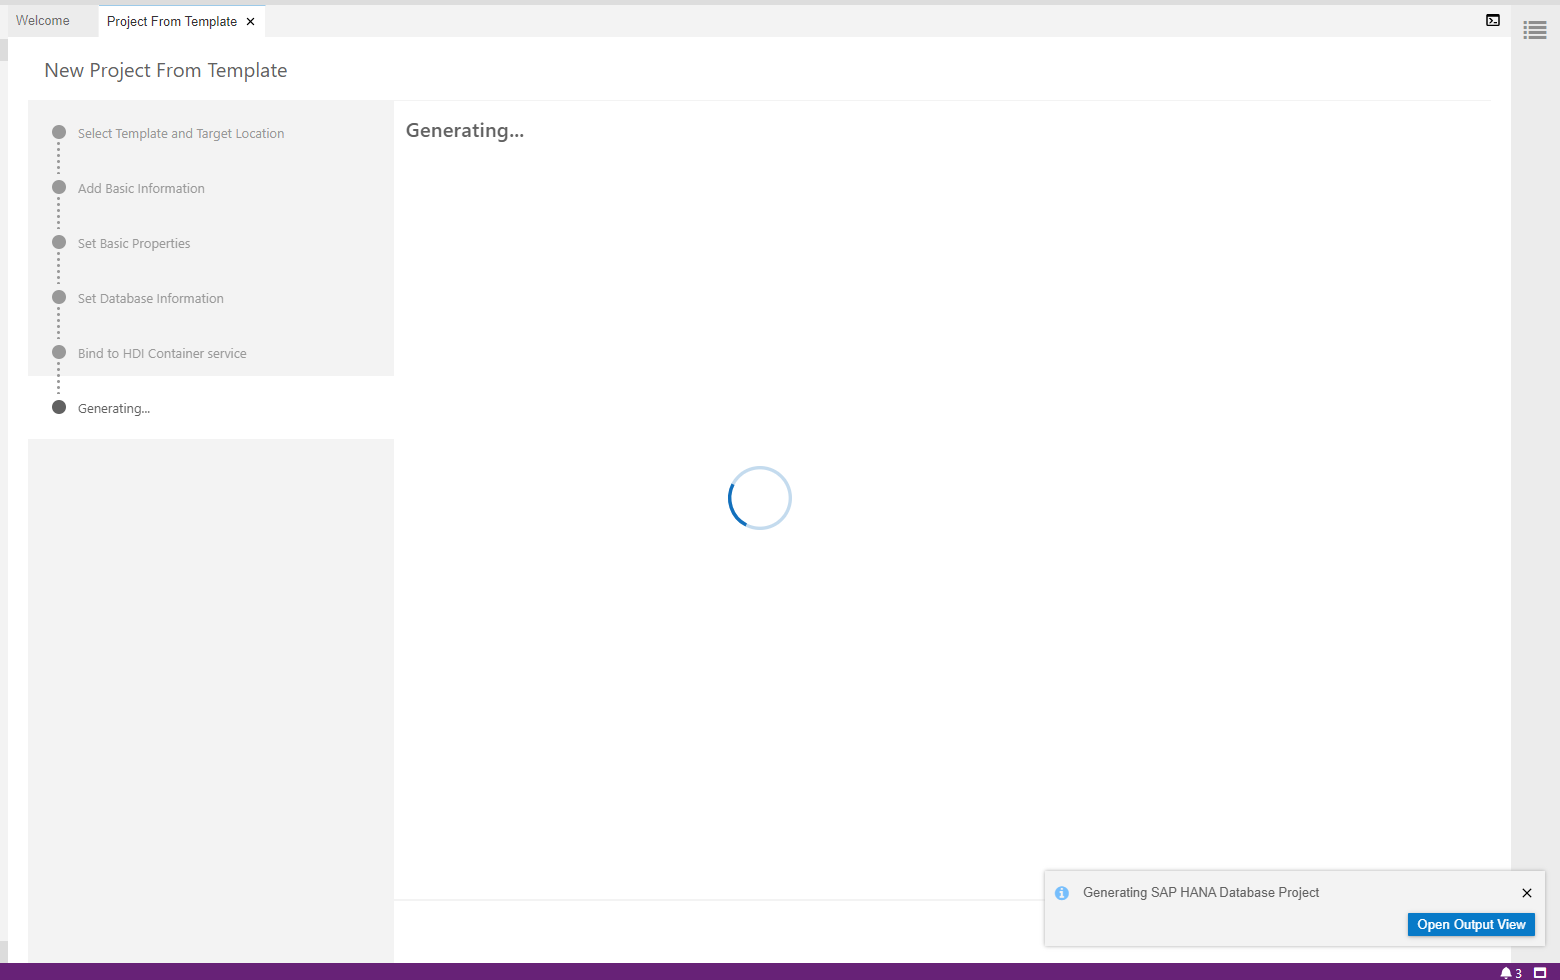 Welcome
Project From Template
New Project From Template
Select Template and Target Location
Add Basic Information
Set Basic Properties
Set Database Information
Bind to HDI Container service
Generating...
Generating...
Generating SAP HANA Database Project
Open Output View
3